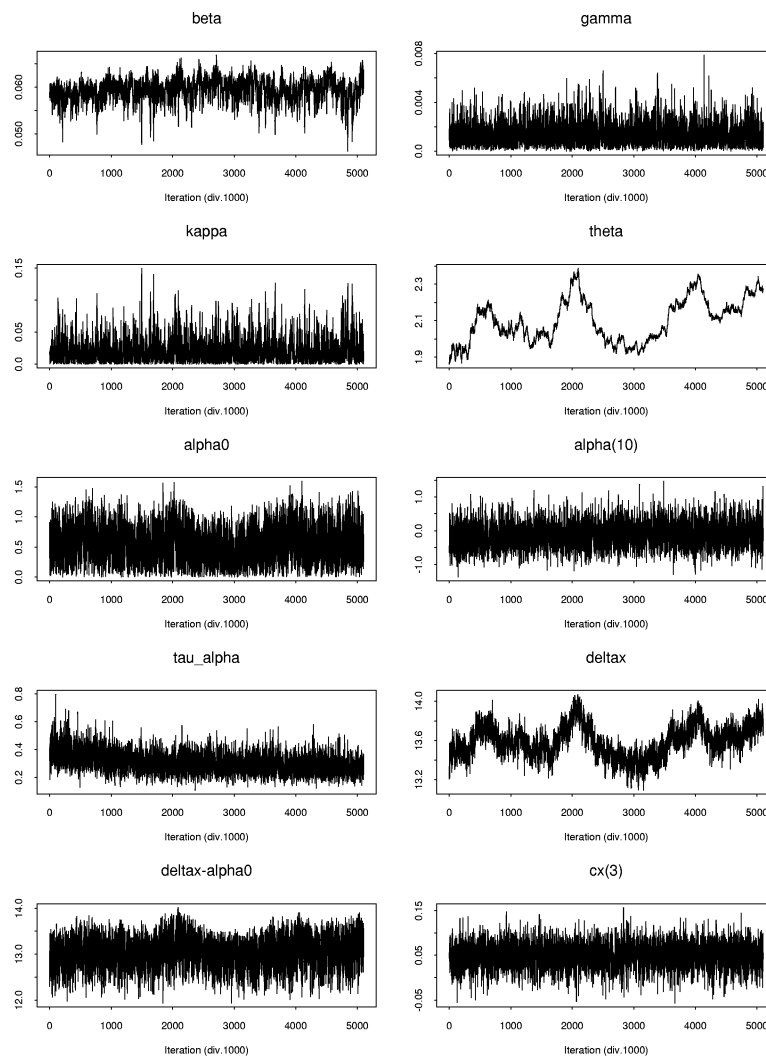 beta
gamma
0.050 0.060
0.0 0.004 0.008
0 1000 2000 3000 4000 5000
0 1000 2000 3000 4000 5000
Iteration (div.1000)
Iteration (div.1000)
kappa
theta
0.0 0.05 0.15
1.9 2.1 2.3
0 1000 2000 3000 4000 5000
0 1000 2000 3000 4000 5000
Iteration (div.1000)
Iteration (div.1000)
alpha0
alpha(10)
0.0 0.5 1.0 1.5
-1.0 0.0 1.0
0 1000 2000 3000 4000 5000
0 1000 2000 3000 4000 5000
Iteration (div.1000)
Iteration (div.1000)
tau_alpha
deltax
0.2 0.4 0.6 0.8
13.2 13.6 14.0
0 1000 2000 3000 4000 5000
0 1000 2000 3000 4000 5000
Iteration (div.1000)
Iteration (div.1000)
deltax-alpha0
cx(3)
12.0 13.0 14.0
-0.05 0.05 0.15
0 1000 2000 3000 4000 5000
0 1000 2000 3000 4000 5000
Iteration (div.1000)
Iteration (div.1000)